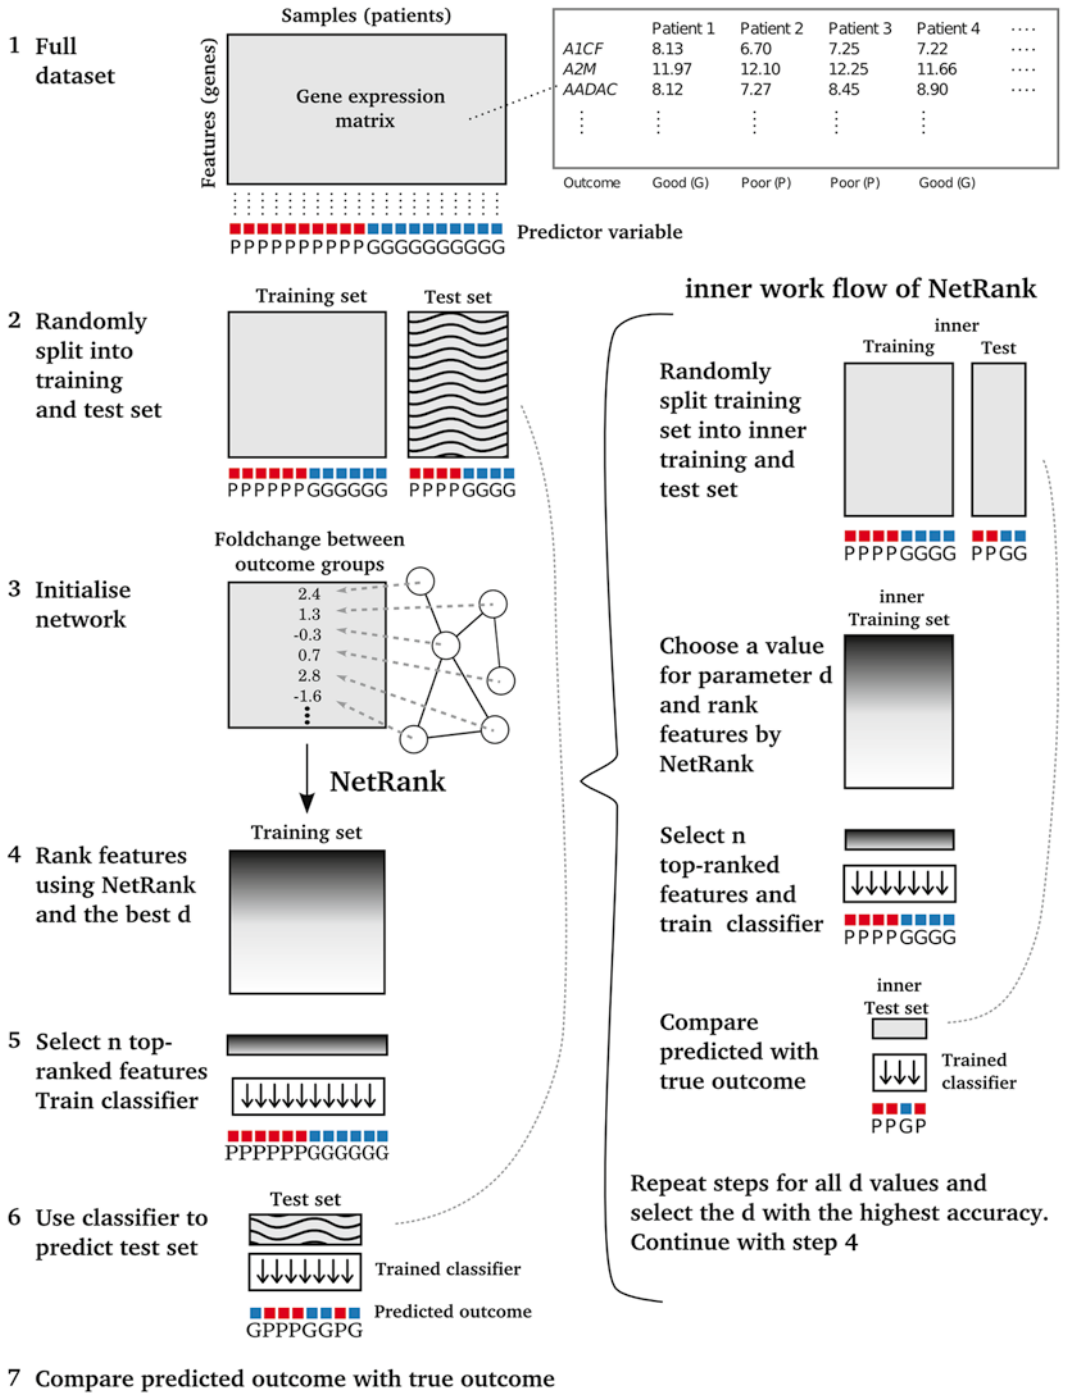 Samples (patients)
1 Full
dataset
Features (genes)
Gene expression
matrix
Patient 1 Patient 2 Patient 3 Patient 4 ....
A1CF 8.13 6.70 7.25 7.22 ....
A2M 11.97 12.10 12.25 11.66 ....
AADAC 8.12 7.27 8.45 8.90 ....
Outcome Good (G) Poor (P) Poor (P) Good (G)
Predictor variable
PPPPPPPPPPGGGGGGGGGG
2 Randomly
split into
training
and test set
Training set
Test set
PPPPPPGGGGGG
PPPPGGGG
3 Initialise
network
Foldchange between
outcome groups
2.4
1.3
-0.3
0.7
2.8
-1.6
NetRank
4 Rank features
using NetRank
and the best d
Training set
5 Select n top-
ranked features
Train classifier
PPPPPPGGGGGG
6 Use classifier to
predict test set
Test set
Trained classifier
Predicted outcome
GPPPGGPG
7 Compare predicted outcome with true outcome
inner work flow of NetRank
inner
Training Test
Randomly
split training
set into inner
training and
test set
PPPPGGGG PPGG
inner
Training set
Choose a value
for parameter d
and rank
features by
NetRank
Select n
top-ranked
features and
train classifier
PPPPGGGG
inner
Test set
Compare
predicted with
true outcome
Trained
classifier
PPGP
Repeat steps for all d values and
select the d with the highest accuracy.
Continue with step 4